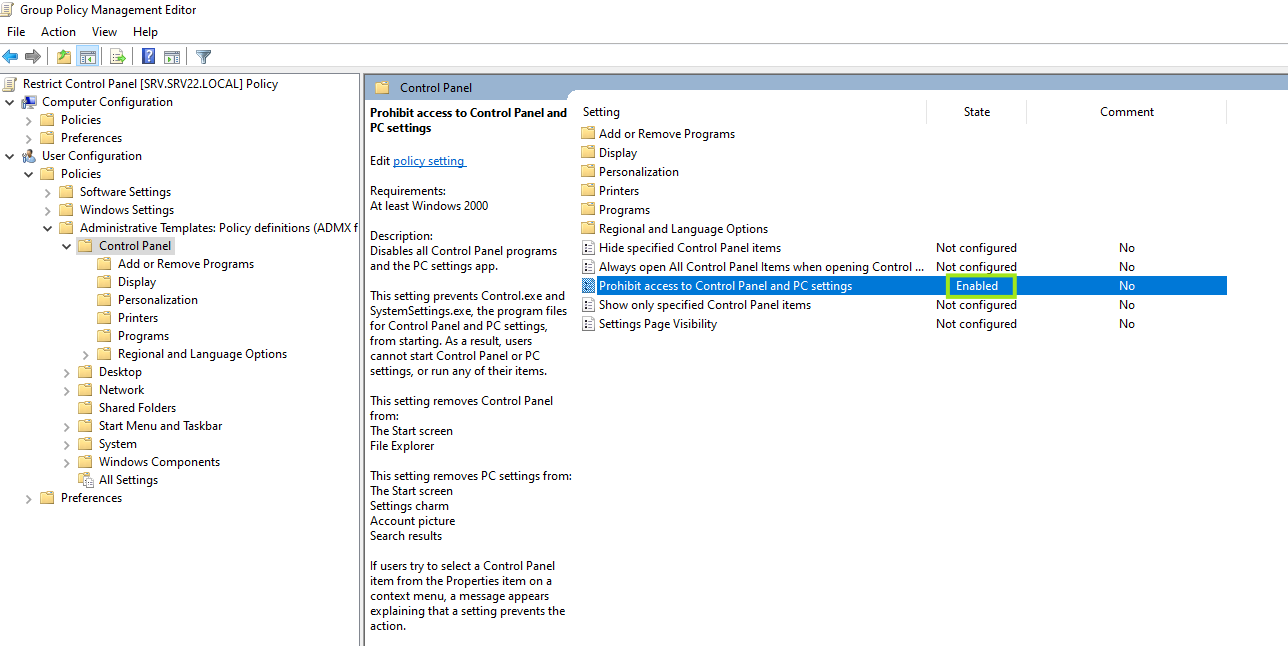 Group Policy Management Editor
File Action View Help
Restrict Control Panel [SRV.SRV22.LOCAL] Policy
Computer Configuration
Policies
Preferences
User Configuration
Policies
Software Settings
Windows Settings
Administrative Templates: Policy definitions (ADMX f
Control Panel
Add or Remove Programs
Display
Personalization
Printers
Programs
Regional and Language Options
Desktop
Network
Shared Folders
Start Menu and Taskbar
System
Windows Components
All Settings
Preferences
Control Panel
Prohibit access to Control Panel and
PC settings
Edit policy setting
Requirements:
At least Windows 2000
Description:
Disables all Control Panel programs
and the PC settings app.
This setting prevents Control.exe and
SystemSettings.exe, the program files
for Control Panel and PC settings,
from starting. As a result, users
cannot start Control Panel or PC
settings, or run any of their items.
This setting removes Control Panel
from:
The Start screen
File Explorer
This setting removes PC settings from:
The Start screen
Settings charm
Account picture
Search results
If users try to select a Control Panel
item from the Properties item on a
context menu, a message appears
explaining that a setting prevents the
action.
Setting State Comment
Add or Remove Programs
Display
Personalization
Printers
Programs
Regional and Language Options
Hide specified Control Panel items Not configured No
Always open All Control Panel Items when opening Control ... Not configured No
Prohibit access to Control Panel and PC settings Enabled No
Show only specified Control Panel items Not configured No
Settings Page Visibility Not configured No